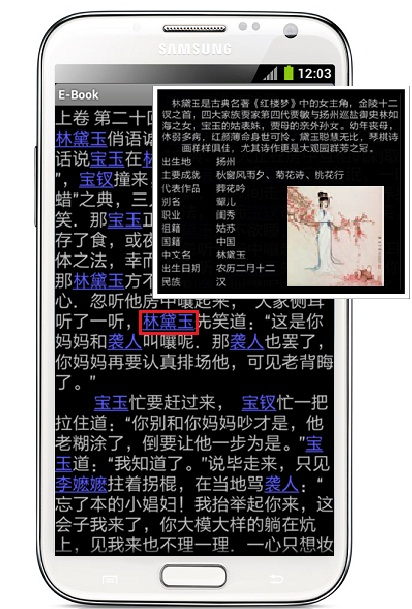 SAMSUNG
12:03
E-Book
上卷 第二十
林黛玉俏语
话说宝玉在林
”，宝钗撞来，
蜡”之典，三
笑．那宝玉正
存了食，或夜
体之法，幸而
那林黛玉方不
心．忽听他房中嚷起来，大家侧耳
听了一听，林黛玉先笑道：“这是你
妈妈和袭人叫嚷呢．那袭人也罢了，
你妈妈再要认真排场他，可见老背晦
了。”
宝玉忙要赶过来，宝钗忙一把
拉住道：“你别和你妈妈吵才是，他
老糊涂了，倒要让他一步为是。”宝
玉道：“我知道了。”说毕走来，只见
李嬷嬷拄着拐棍，在当地骂袭人：“
忘了本的小娼妇！我抬举起你来，这
会子我来了，你大模大样的躺在炕
上，见我来也不理一理．一心只想妆
林黛玉是古典名著《红楼梦》中的女主角，金陵十二
钗之首，四大家族贾家第四代贾敏与扬州巡盐御史林如
海之女，宝玉的姑表妹，贾母的亲外孙女。幼年丧母，
体弱多病，红颜薄命身世可怜。黛玉聪慧无比，琴棋诗
画样样俱佳，尤其诗作更是大观园群芳之冠。
出生地 扬州
主要成就 秋窗风雨夕、菊花诗、桃花行
代表作品 葬花吟
别名 颦儿
职业 闺秀
祖籍 姑苏
国籍 中国
中文名 林黛玉
出生日期 农历二月十二
民族 汉